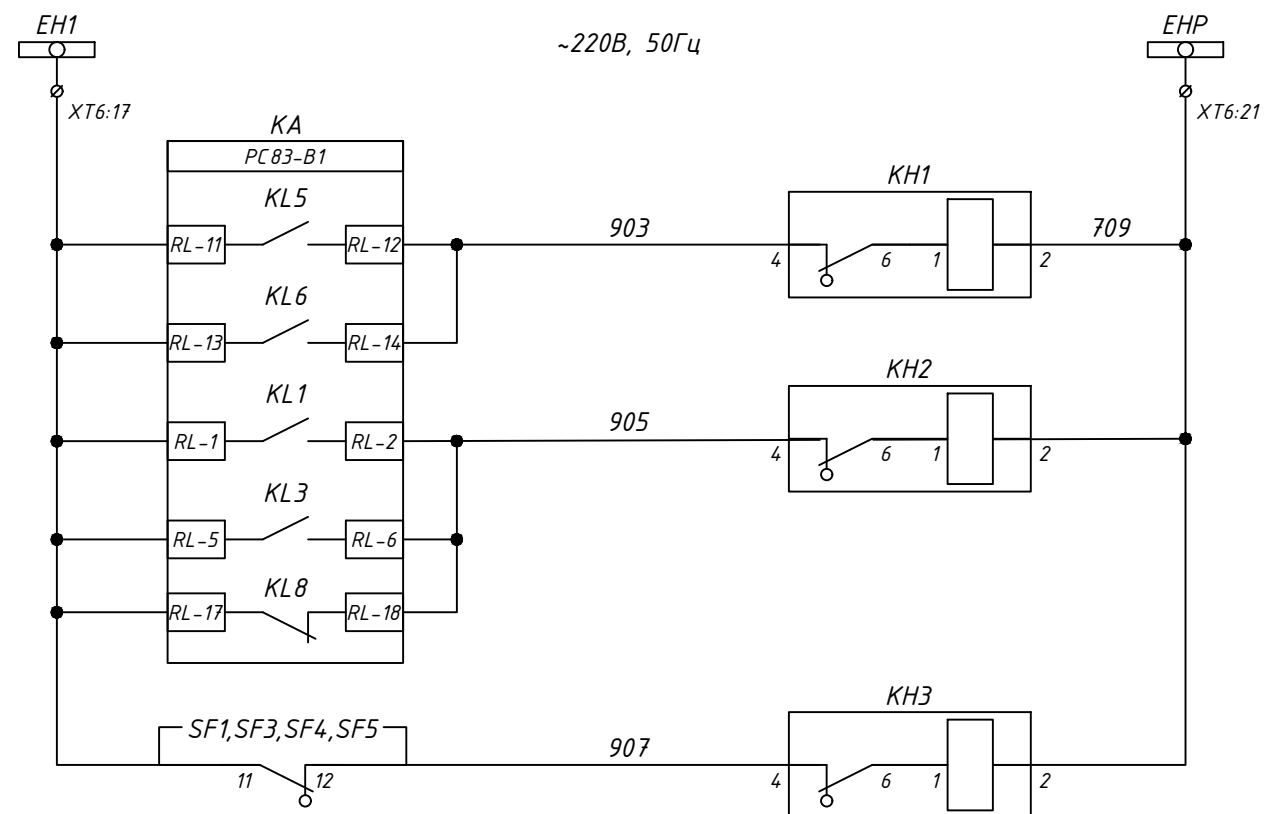 EH1
~220В, 50Гц
EHP
XT6:17
XT6:21
KA
PC83-B1
KL5
RL-11
RL-12
903
KH1
4
6
1
2
709
KL6
RL-13
RL-14
KL1
RL-1
RL-2
905
KH2
4
6
1
2
KL3
RL-5
RL-6
KL8
RL-17
RL-18
SF1,SF3,SF4,SF5
11
12
907
KH3
4
6
1
2